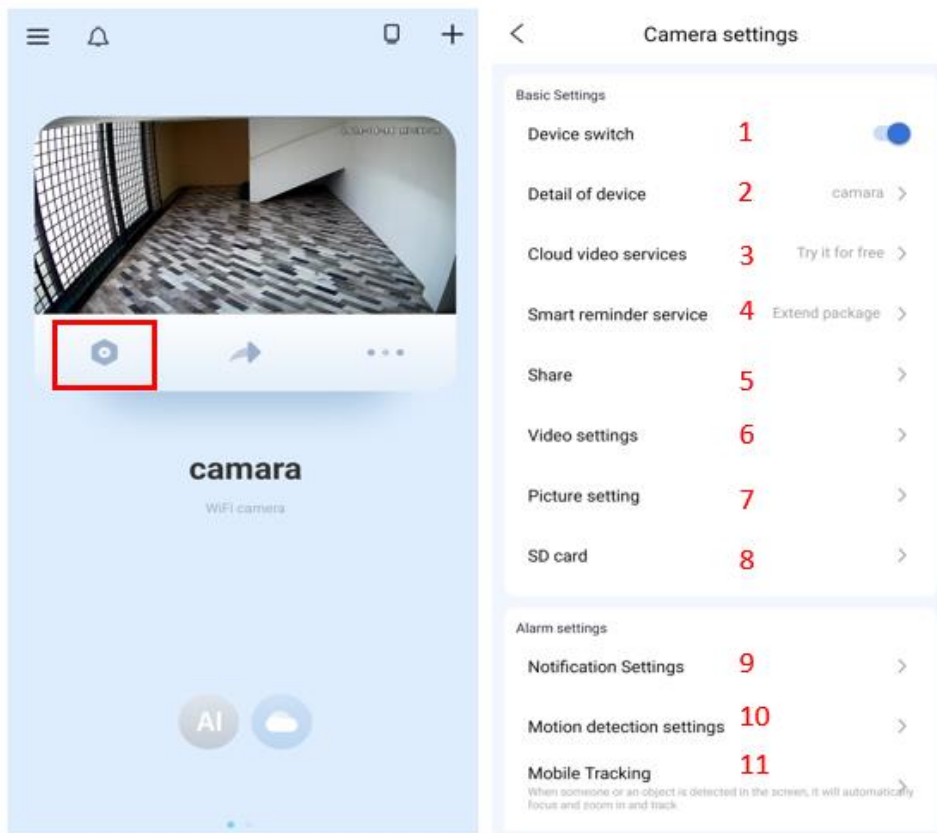 camara
WiFi camera
AI
Camera settings
Basic Settings
Device switch 1
Detail of device 2 camara
Cloud video services 3 Try it for free
Smart reminder service 4 Extend package
Share 5
Video settings 6
Picture setting 7
SD card 8
Alarm settings
Notification Settings 9
Motion detection settings 10
Mobile Tracking 11
When someone or an object is detected in the screen, it will automatically
focus and zoom in and track